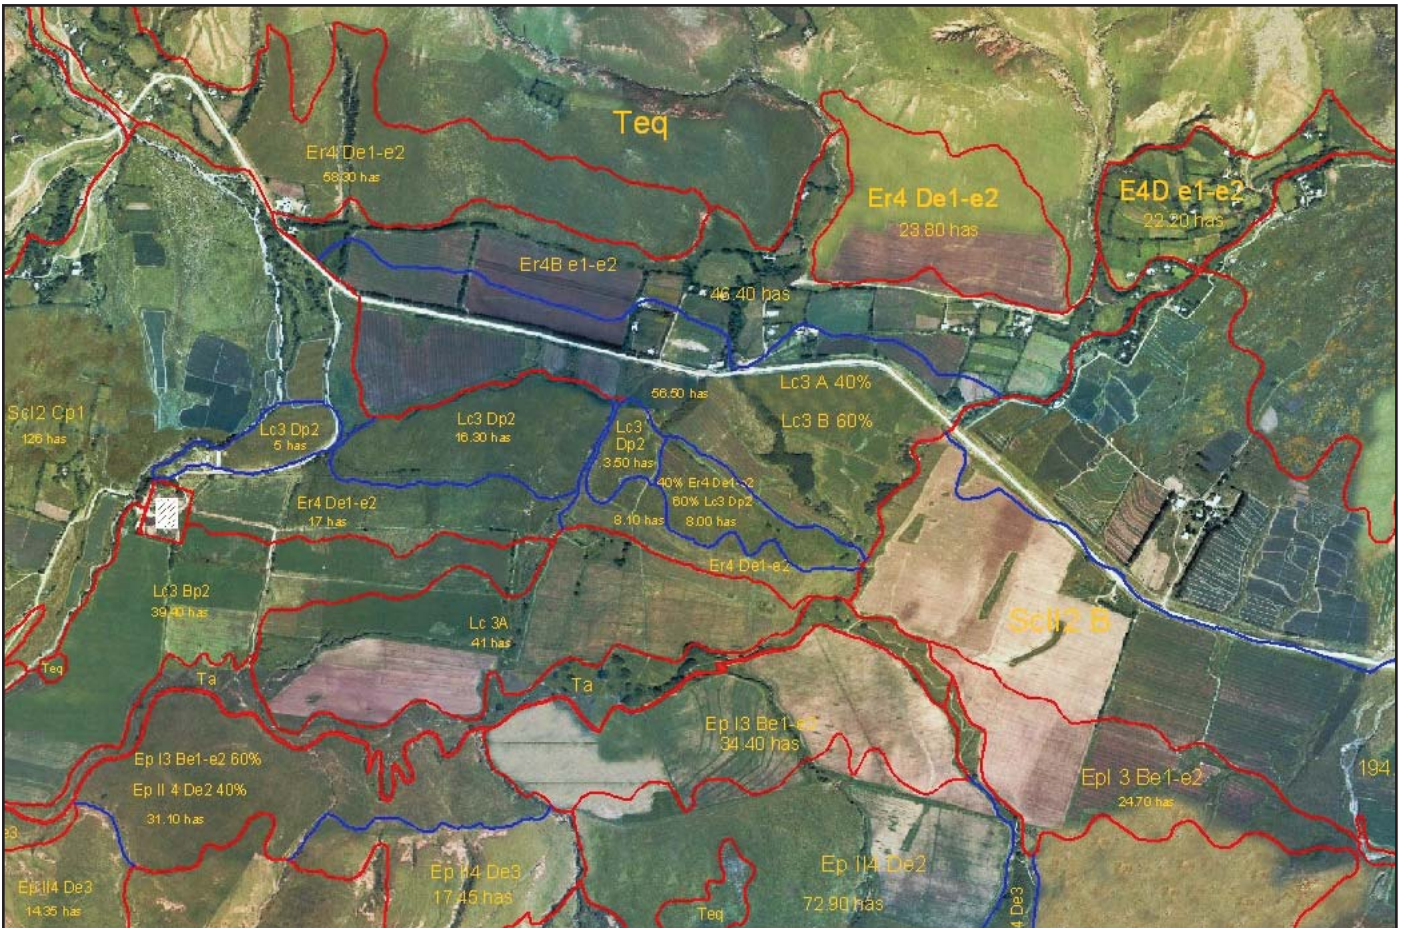 Teq
Er4 De1-e2
58.30 has
Er4 De1-e2
23.80 has
E4D e1-e2
22.20 has
Er4B e1-e2
46.40 has
Lc3 A 40%
56.50 has
Lc3 B 60%
Scl2 Cp1
126 has
Lc3 Dp2
5 has
Lc3 Dp2
16.30 has
Lc3
Dp2
3.50 has
40% Er4 De1-e2
60% Lc3 Dp2
8.00 has
8.10 has
Er4 De1-e2
17 has
Er4 De1-e2
Lc3 Bp2
39.40 has
Lc 3A
41 has
ScII2 B
Teq
Ta
Ta
Ep I3 Be1-e2
34.40 has
Ep I3 Be1-e2 60%
Ep II 4 De2 40%
31.10 has
EpI 3 Be1-e2
24.70 has
194
e3
Ep II4 De3
14.35 has
Ep II4 De3
17.45 has
Ep II4 De2
72.90 has
Teq
4 De3